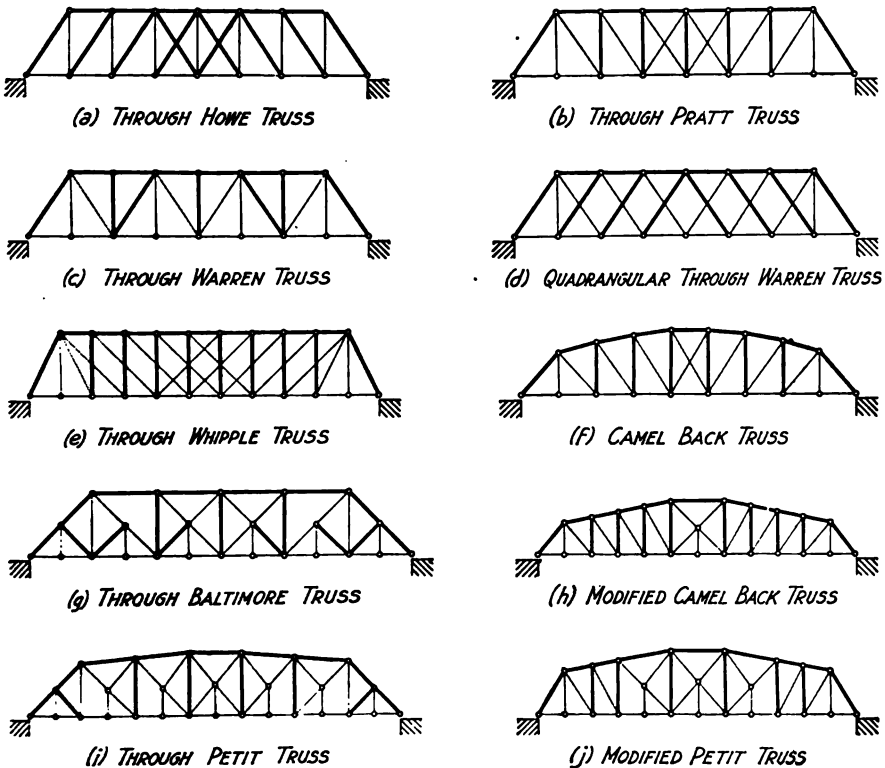 (a) THROUGH HOWE TRUSS
(b) THROUGH PRATT TRUSS
(c) THROUGH WARREN TRUSS
(d) QUADRANGULAR THROUGH WARREN TRUSS
(e) THROUGH WHIPPLE TRUSS
(f) CAMEL BACK TRUSS
(g) THROUGH BALTIMORE TRUSS
(h) MODIFIED CAMEL BACK TRUSS
(i) THROUGH PETIT TRUSS
(j) MODIFIED PETIT TRUSS